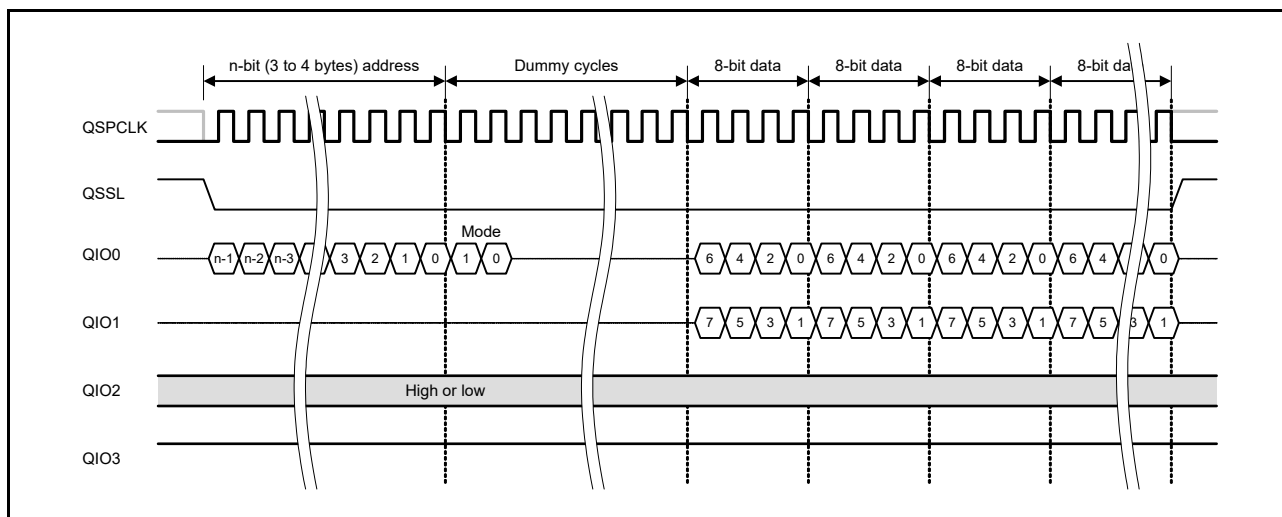 n-bit (3 to 4 bytes) address Dummy cycles 8-bit data 8-bit data 8-bit data 8-bit da
QSPCLK
QSSL
Mode
QIO0 n-1 n-2 n-3 3 2 1 0 1 0 6 4 2 0 6 4 2 0 6 4 2 0 6 4 0
QIO1 7 5 3 1 7 5 3 1 7 5 3 1 7 5 3 1
QIO2 High or low
QIO3